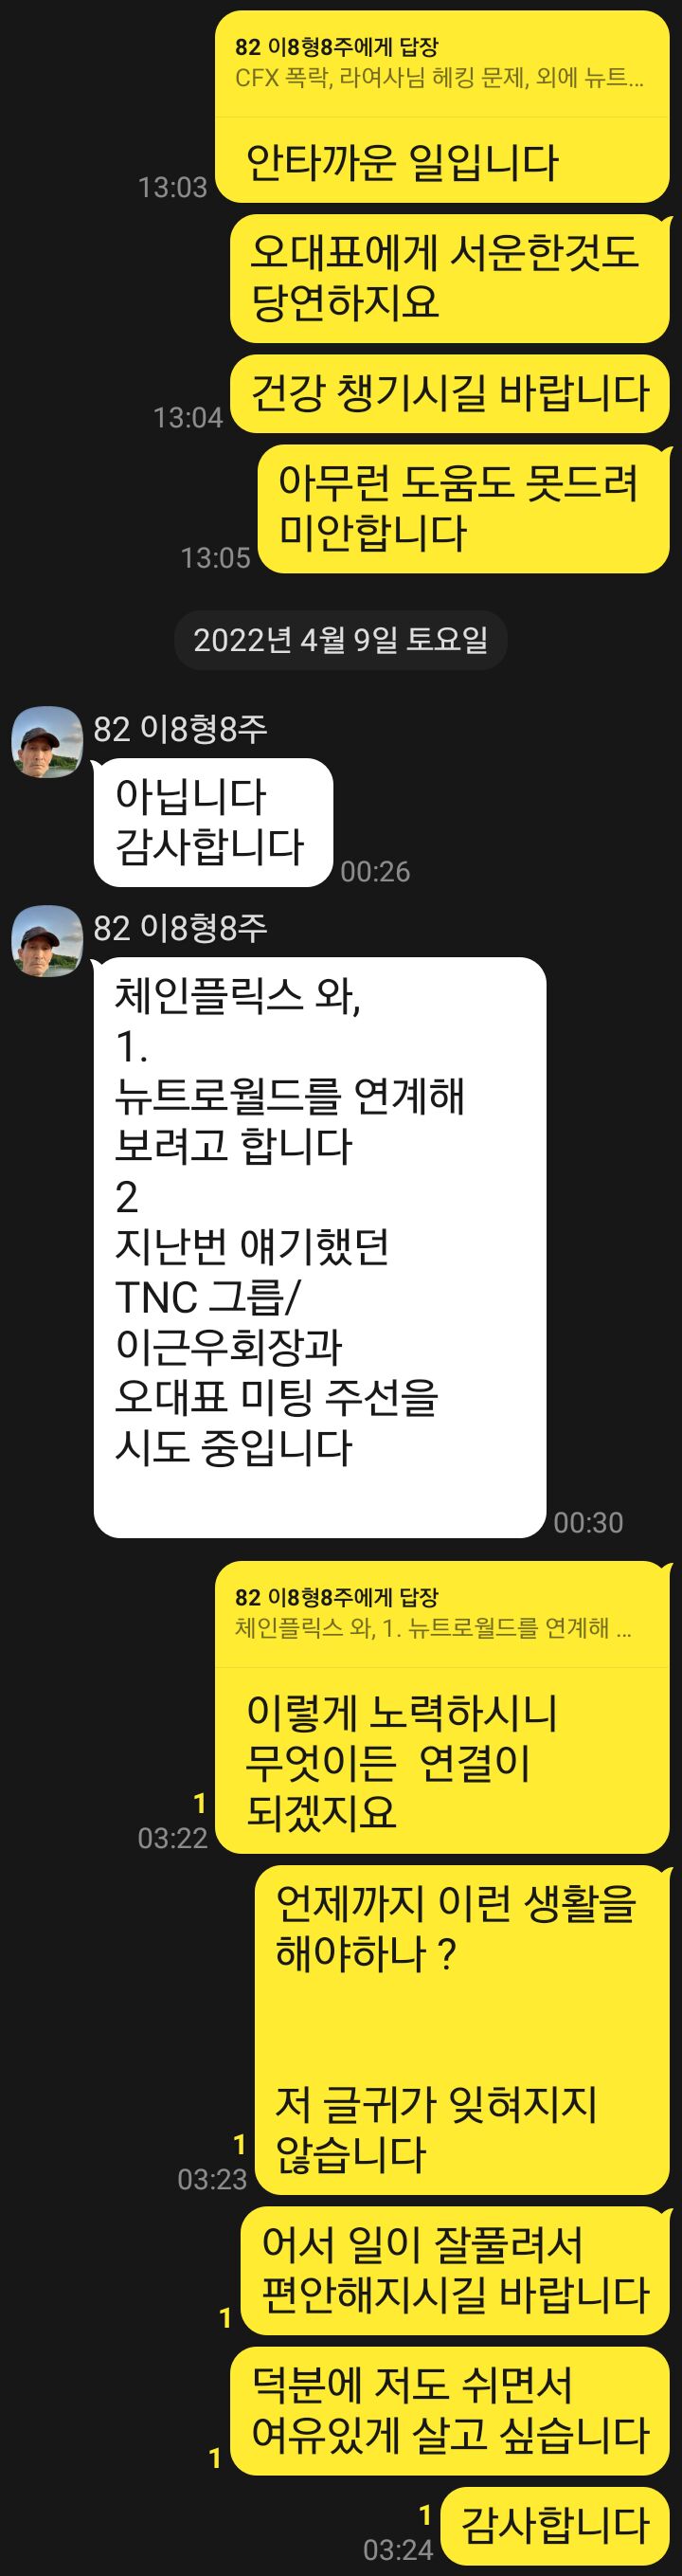 82 이8형8주에게 답장
CFX 폭락, 라여사님 헤킹 문제, 외에 뉴트...
안타까운 일입니다
13:03
오대표에게 서운한것도
당연하지요
건강 챙기시길 바랍니다
13:04
아무런 도움도 못드려
미안합니다
13:05
2022년 4월 9일 토요일
82 이8형8주
아닙니다
감사합니다
00:26
82 이8형8주
체인플릭스 와,
1.
뉴트로월드를 연계해
보려고 합니다
2
지난번 얘기했던
TNC 그룹/
이근우회장과
오대표 미팅 주선을
시도 중입니다
00:30
82 이8형8주에게 답장
체인플릭스 와, 1. 뉴트로월드를 연계해 ...
이렇게 노력하시니
무엇이든  연결이
되겠지요
1
03:22
언제까지 이런 생활을
해야하나 ?
저 글귀가 잊혀지지
않습니다
1
03:23
어서 일이 잘풀려서
편안해지시길 바랍니다
1
덕분에 저도 쉬면서
여유있게 살고 싶습니다
1
감사합니다
1
03:24